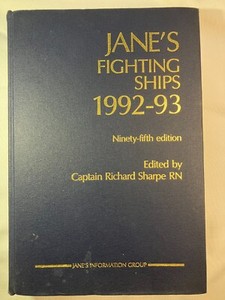 JANE'S
FIGHTING
SHIPS
1992-93
Ninety-fifth edition
Edited by
Captain Richard Sharpe RN
JANE'S INFORMATION GROUP